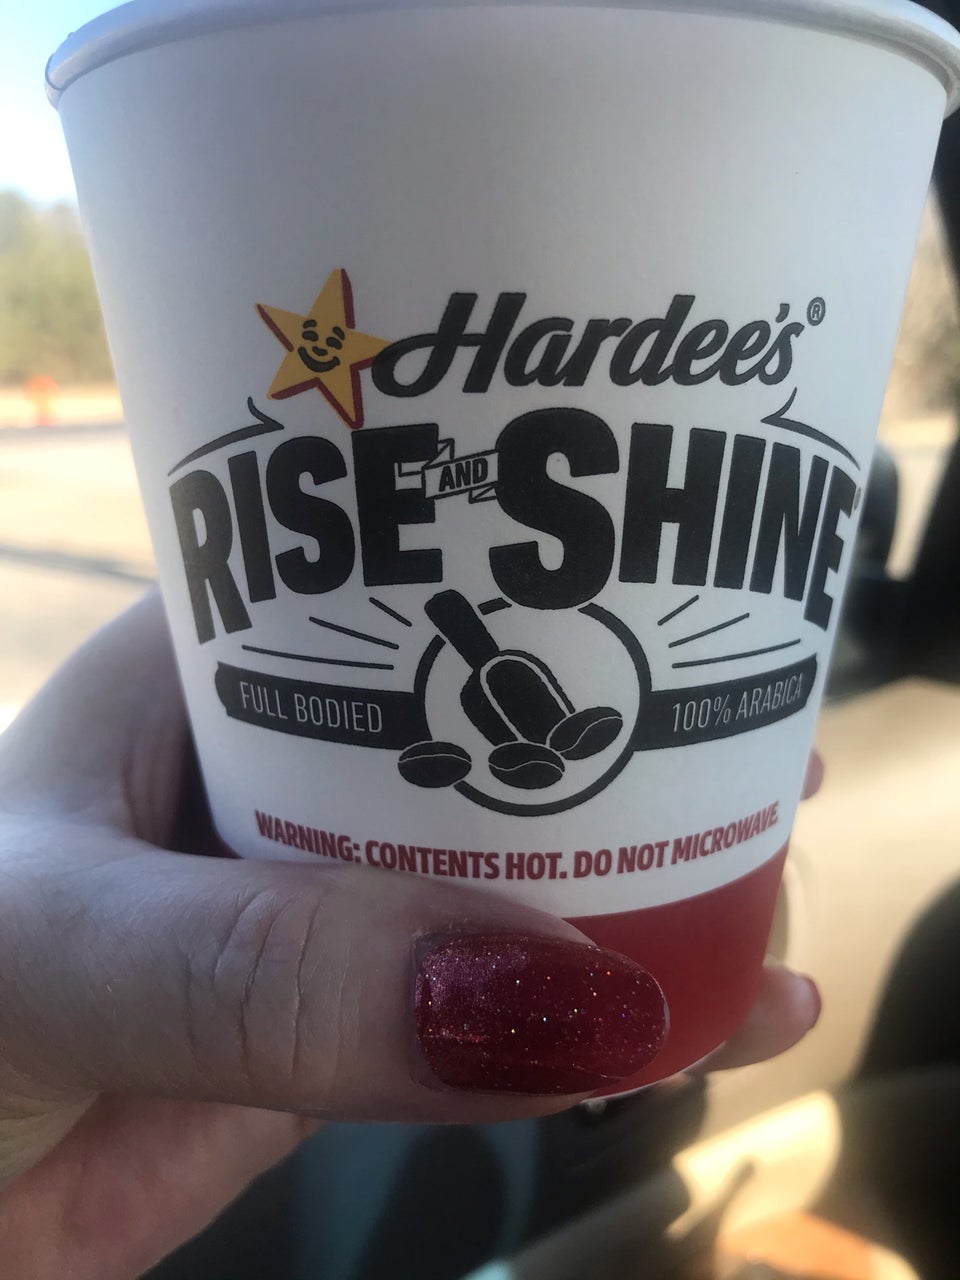 Hardee's®
RISE AND SHINE
FULL BODIED
100% ARABICA
WARNING: CONTENTS HOT. DO NOT MICROWAVE.